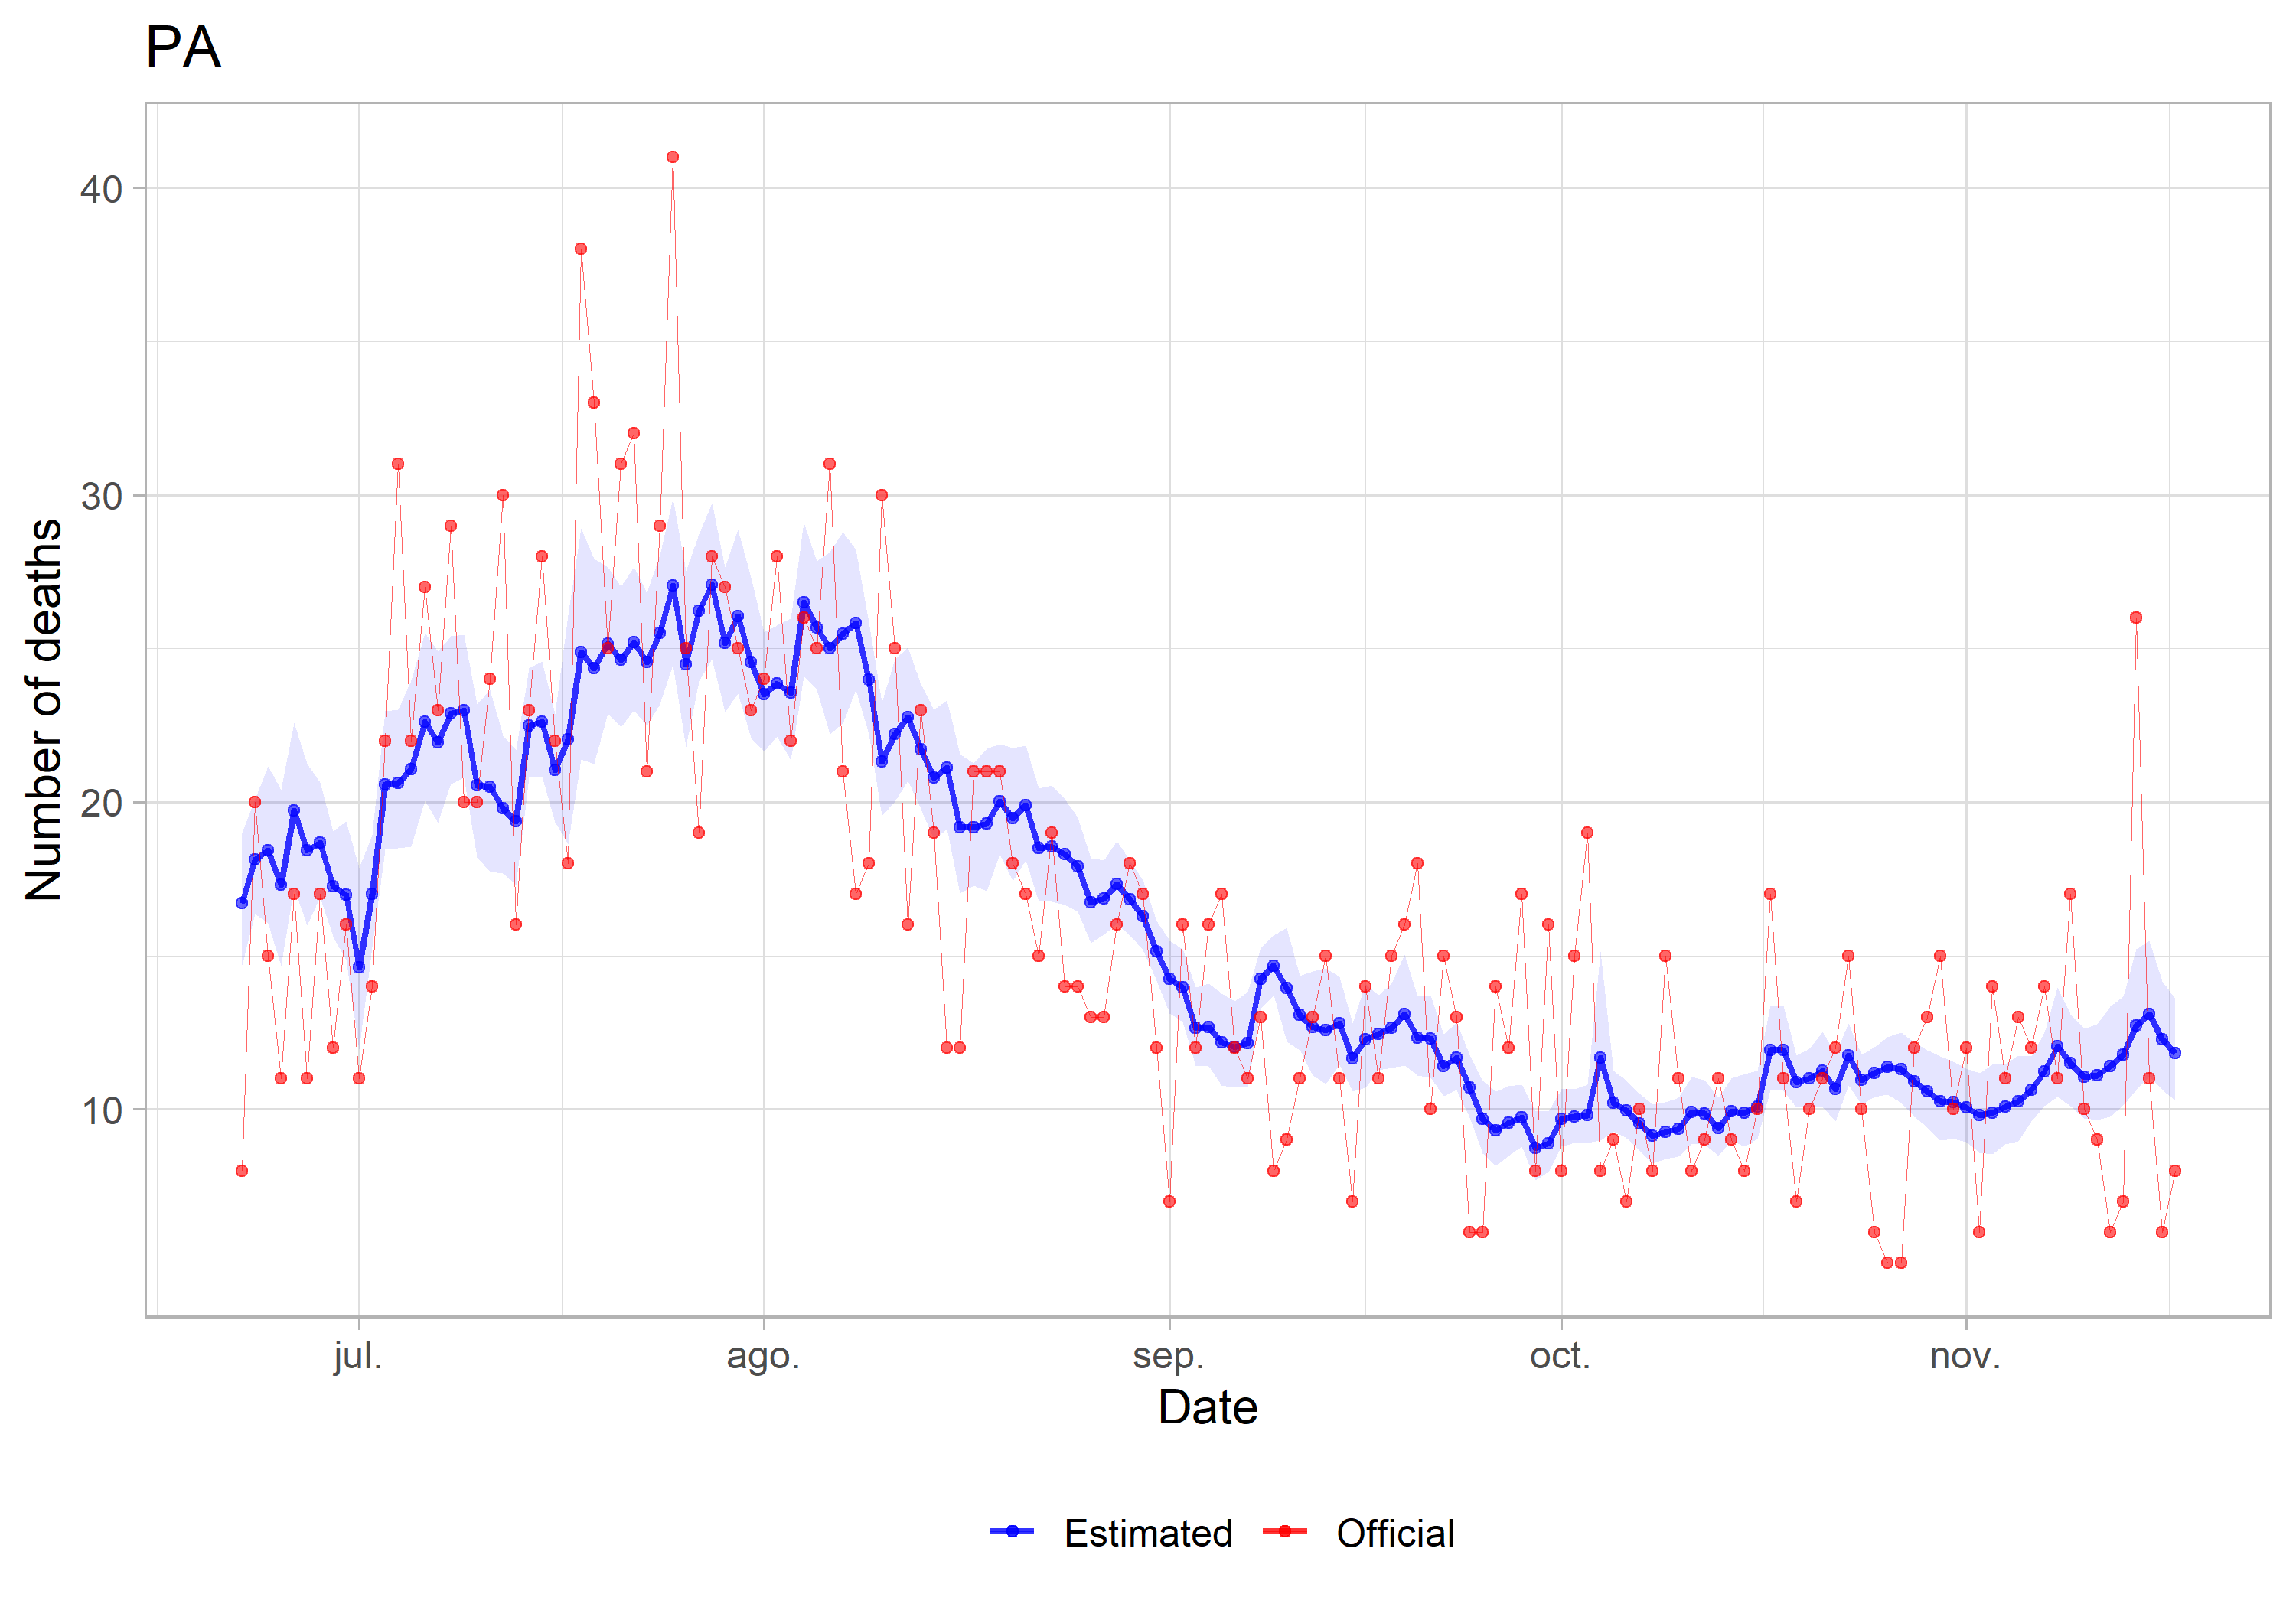 PA
Number of deaths
40
30
20
10
jul.
ago.
sep.
oct.
nov.
Date
Estimated
Official